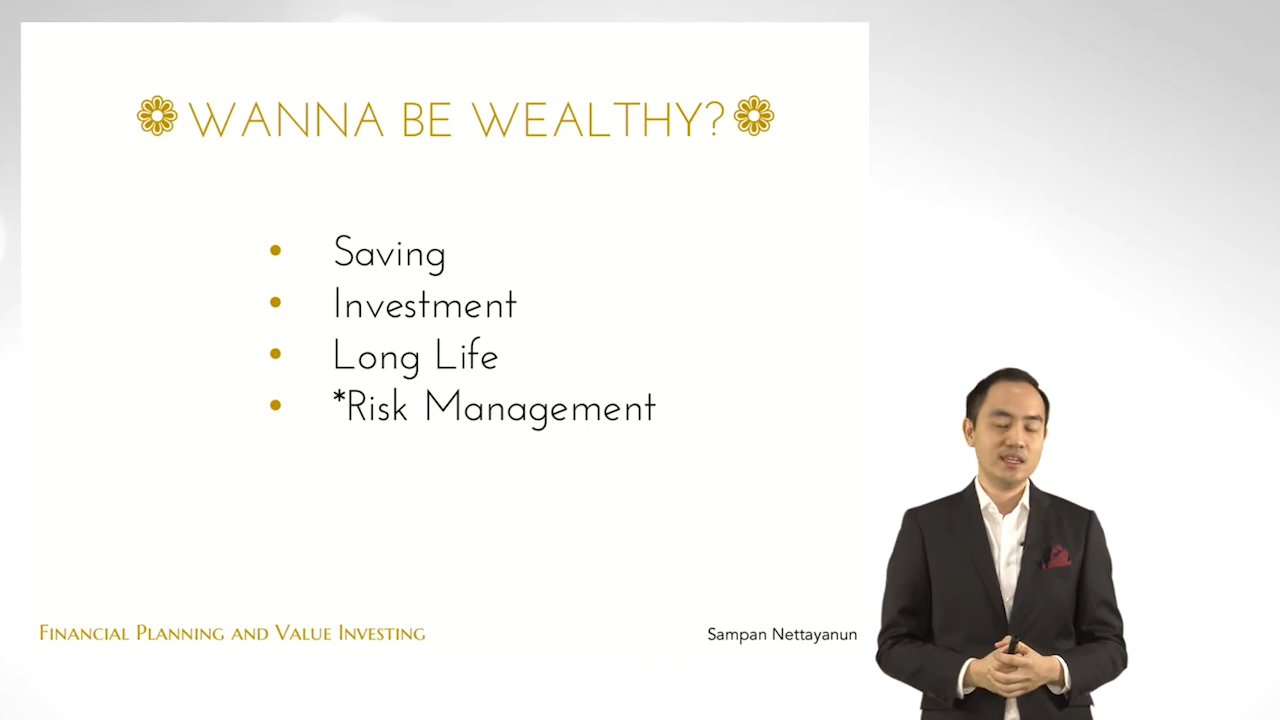 WANNA BE WEALTHY?
• Saving
• Investment
• Long Life
• *Risk Management
Financial Planning and Value Investing
Sampan Nettayanun